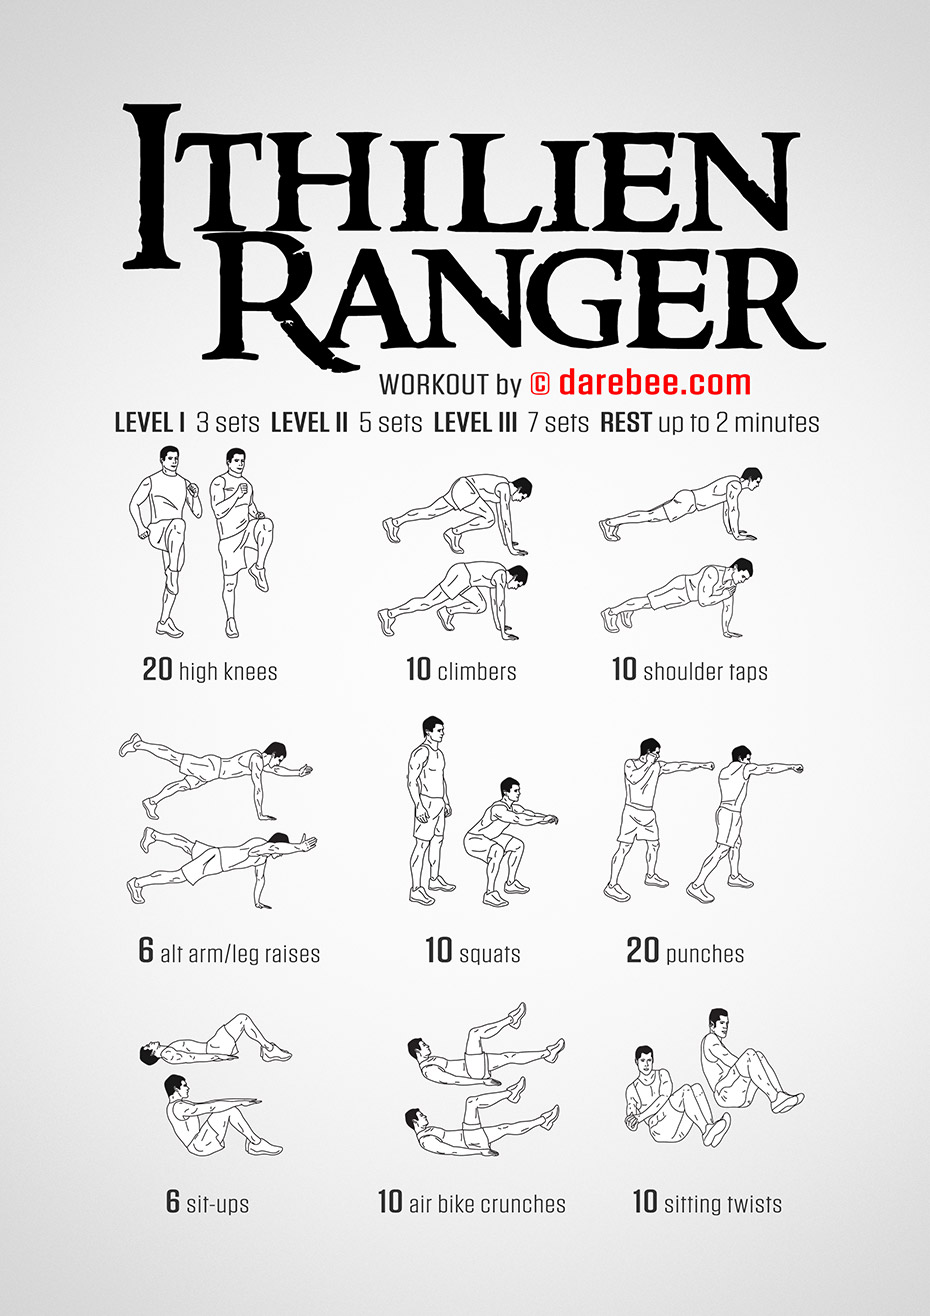 ITHILIEN
RANGER
WORKOUT by © darebee.com
LEVEL I 3 sets LEVEL II 5 sets LEVEL III 7 sets REST up to 2 minutes
20 high knees
10 climbers
10 shoulder taps
6 alt arm/leg raises
10 squats
20 punches
6 sit-ups
10 air bike crunches
10 sitting twists